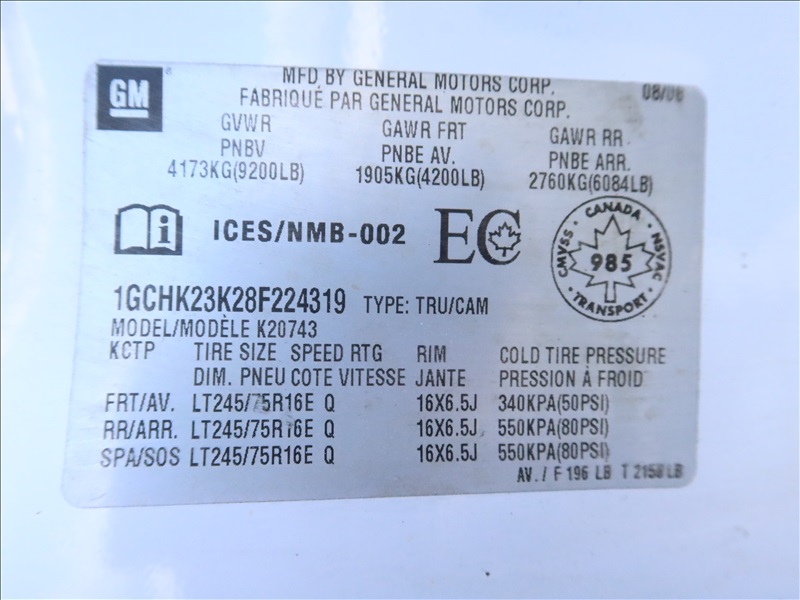 GM
MFD BY GENERAL MOTORS CORP. 08/08
FABRIQUÉ PAR GENERAL MOTORS CORP.
GVWR GAWR FRT GAWR RR
PNBV PNBE AV. PNBE ARR.
4173KG(9200LB) 1905KG(4200LB) 2760KG(6084LB)
i ICES/NMB-002 EC
CANADA
CMVSS NSVAC
985
TRANSPORT
1GCHK23K28F224319 TYPE: TRU/CAM
MODEL/MODÈLE K20743
KCTP TIRE SIZE SPEED RTG RIM COLD TIRE PRESSURE
DIM. PNEU COTE VITESSE JANTE PRESSION À FROID
FRT/AV. LT245/75R16E Q 16X6.5J 340KPA(50PSI)
RR/ARR. LT245/75R16E Q 16X6.5J 550KPA(80PSI)
SPA/SOS LT245/75R16E Q 16X6.5J 550KPA(80PSI)
AV./ F 196 LB T 2158 LB